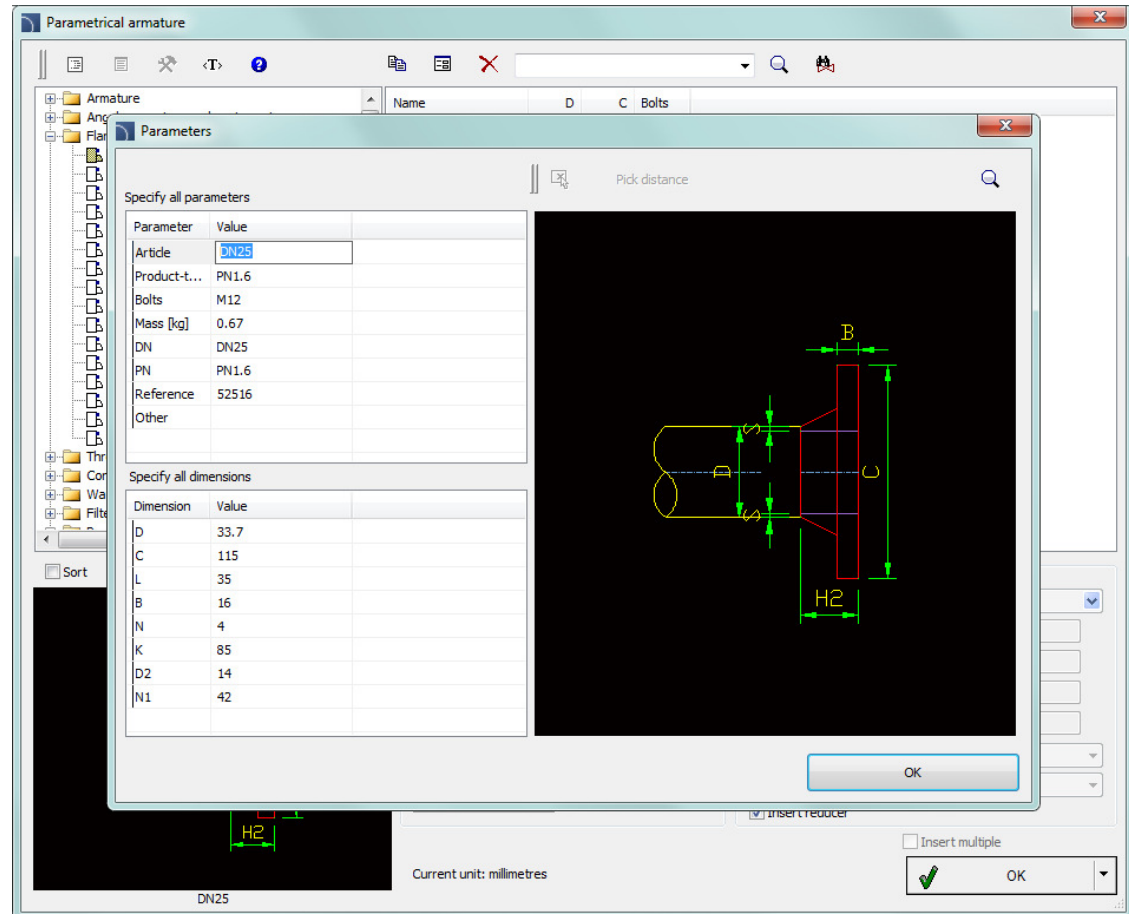 Parametrical armature
<T>
Armature
Name D C Bolts
Parameters
Pick distance
Specify all parameters
Parameter Value
Article DN25
Product-t... PN1.6
Bolts M12
Mass [kg] 0.67
DN DN25
PN PN1.6
Reference 52516
Other
Specify all dimensions
Dimension Value
D 33.7
C 115
L 35
B 16
N 4
K 85
D2 14
N1 42
B
S
D
C
S
H2
OK
Sort
H2
DN25
Insert reducer
Insert multiple
Current unit: millimetres
OK